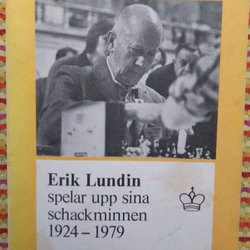 Erik Lundin
spelar upp sina
schackminnen
1924 – 1979